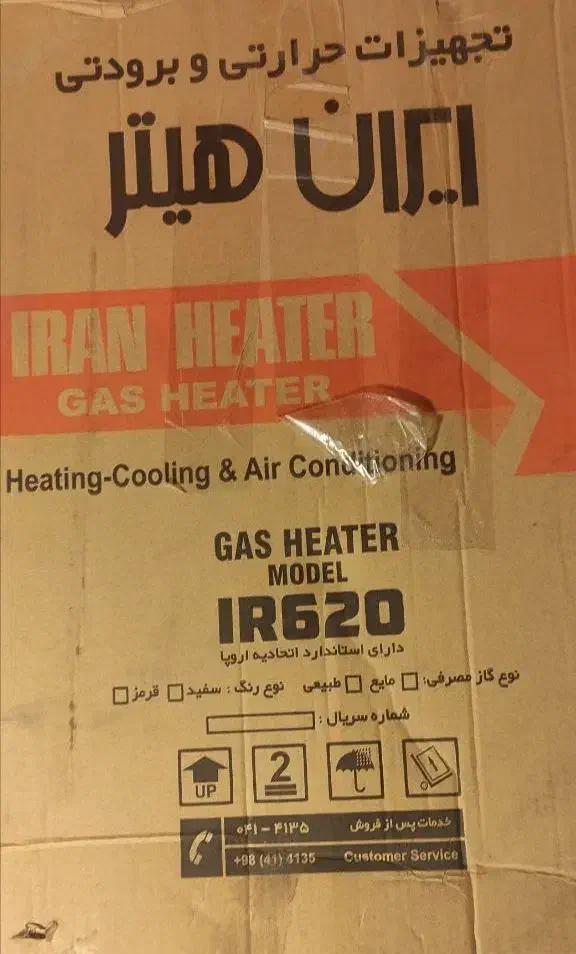 تجهیزات حرارتی و برودتی
ایران هیتر
IRAN HEATER
GAS HEATER
Heating-Cooling & Air Conditioning
GAS HEATER
MODEL
IR620
دارای استاندارد اتحادیه اروپا
نوع گاز مصرفی: مایع طبیعی نوع رنگ: سفید قرمز
شماره سریال:
UP
2
خدمات پس از فروش ۰۴۱ - ۴۱۳۵
+98 (41) 4135 Customer Service